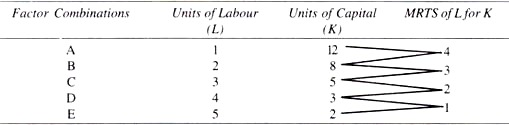 Factor Combinations Units of Labour Units of Capital MRTS of L for K
(L) (K)
A 1 12
4
B 2 8
3
C 3 5
2
D 4 3
1
E 5 2